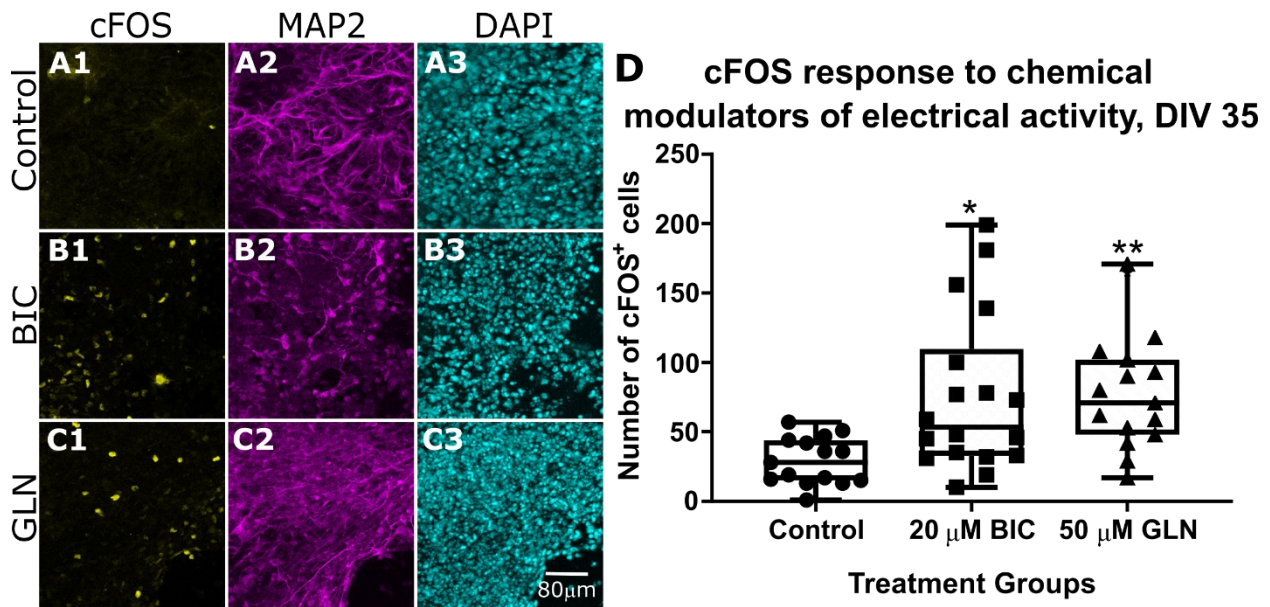 cFOS MAP2 DAPI
Control
A1 A2 A3
BIC
B1 B2 B3
GLN
C1 C2 C3
80μm
D
cFOS response to chemical
modulators of electrical activity, DIV 35
Number of cFOS⁺ cells
250
200
150
100
50
0
*
**
Control 20 μM BIC 50 μM GLN
Treatment Groups